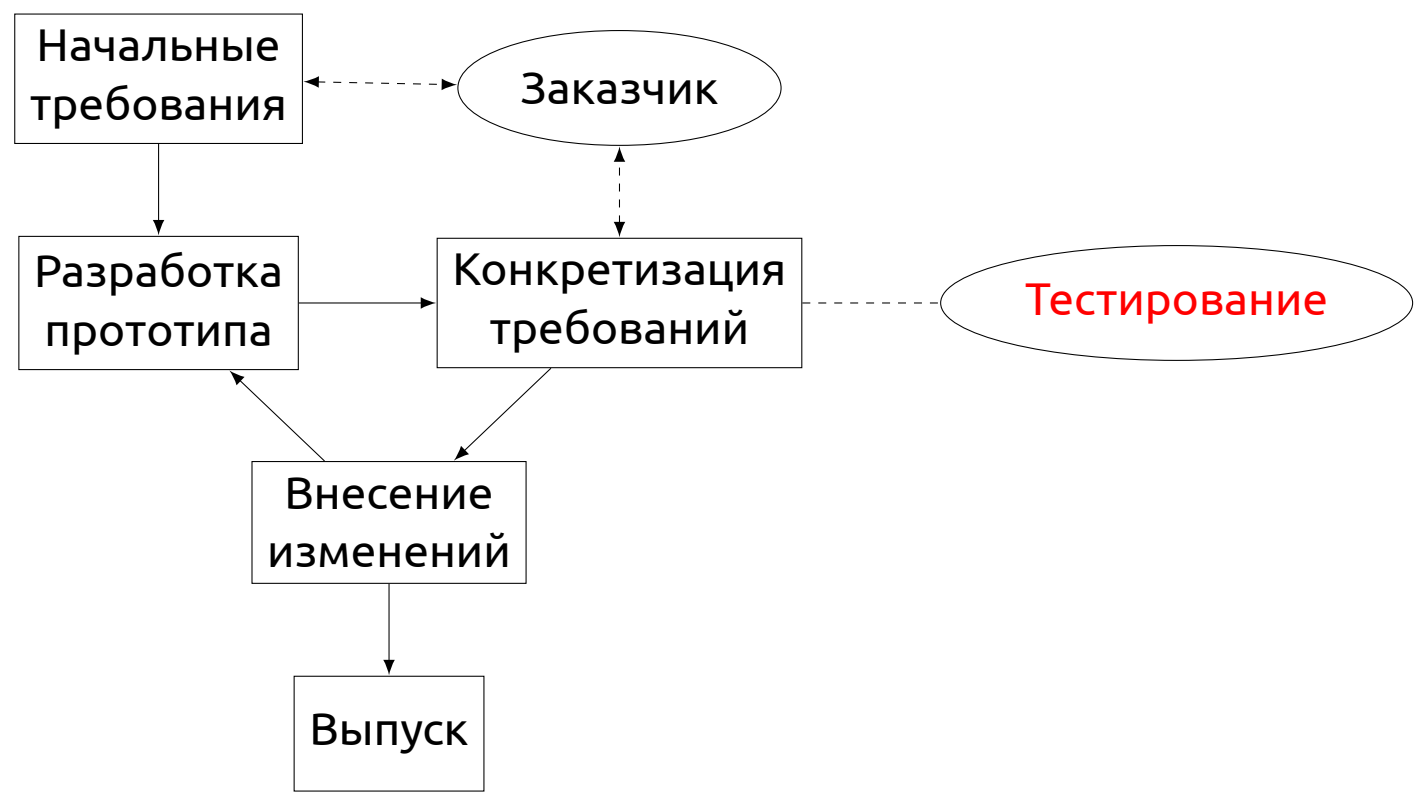 Начальные
требования
Заказчик
Разработка
прототипа
Конкретизация
требований
Тестирование
Внесение
изменений
Выпуск